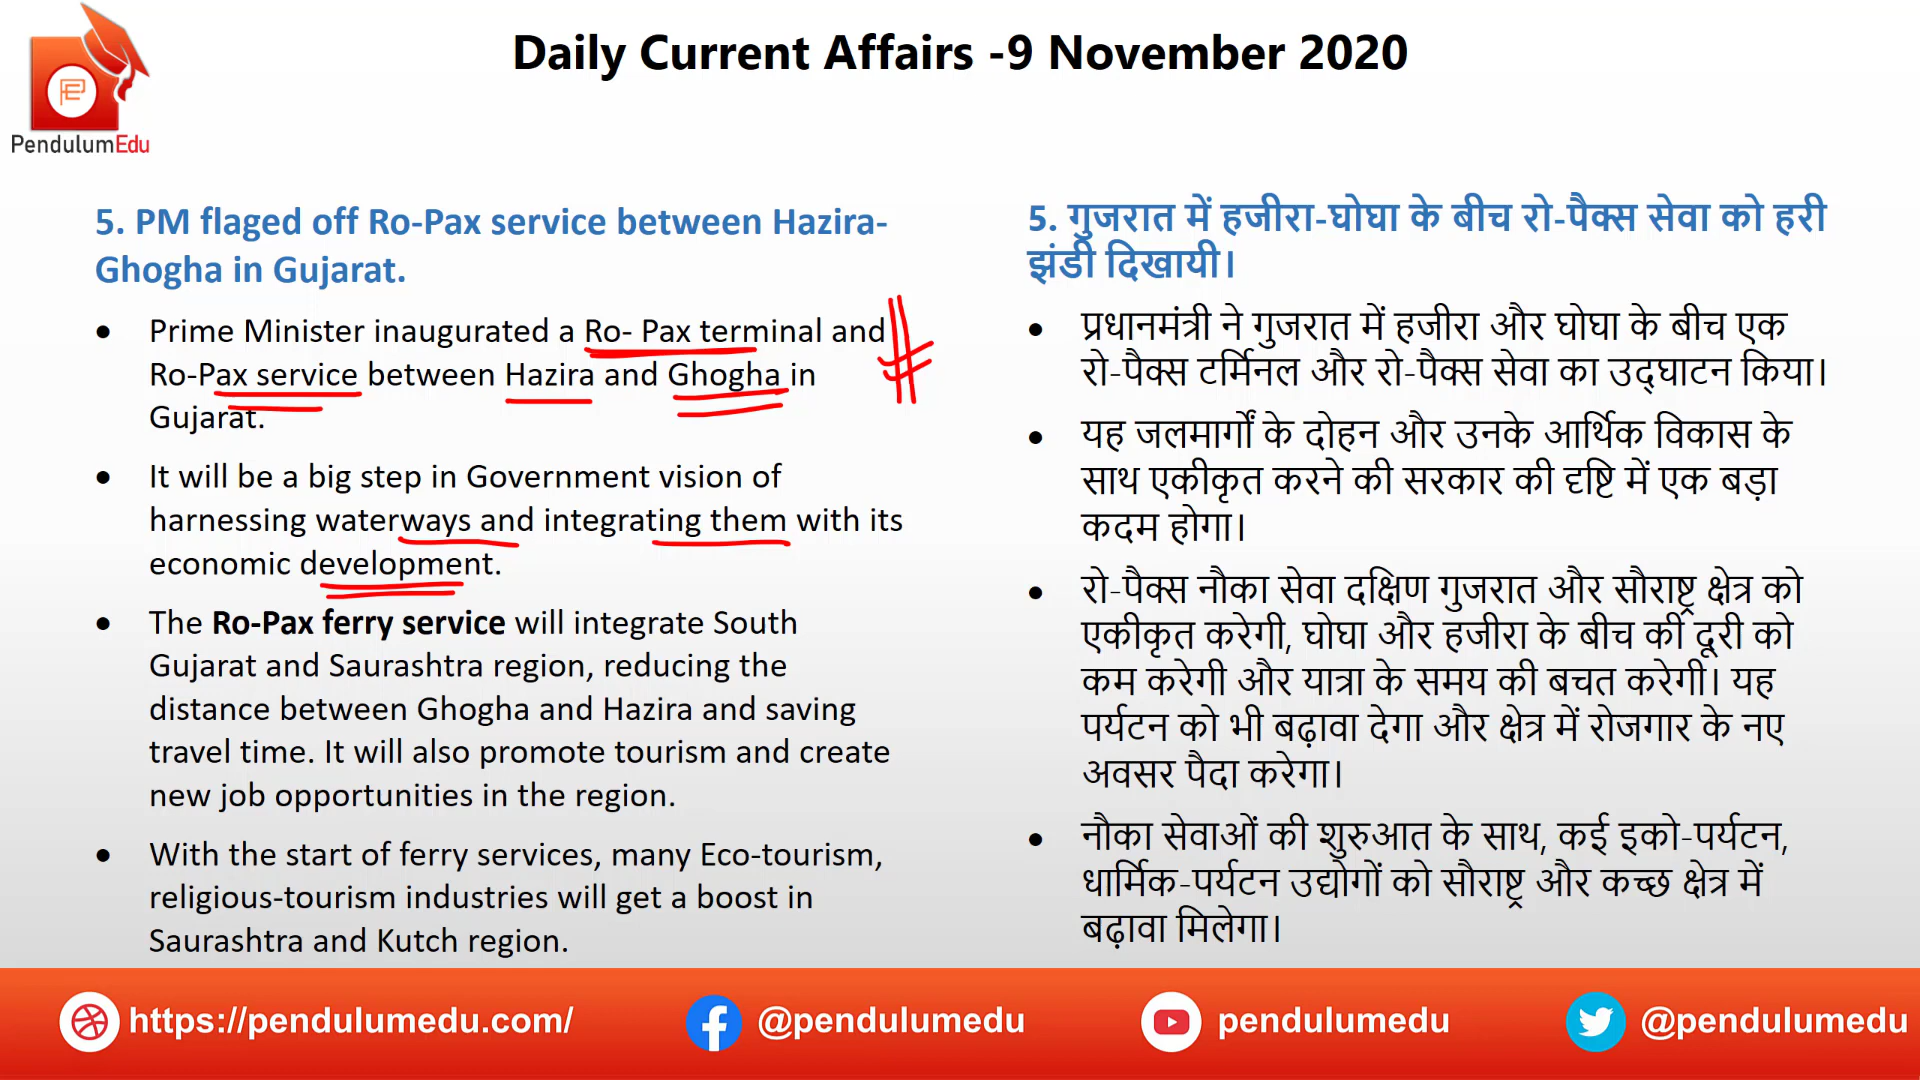 Daily Current Affairs -9 November 2020
PendulumEdu
5. PM flaged off Ro-Pax service between Hazira-
Ghogha in Gujarat.
● Prime Minister inaugurated a Ro- Pax terminal and
Ro-Pax service between Hazira and Ghogha in
Gujarat.
● It will be a big step in Government vision of
harnessing waterways and integrating them with its
economic development.
● The Ro-Pax ferry service will integrate South
Gujarat and Saurashtra region, reducing the
distance between Ghogha and Hazira and saving
travel time. It will also promote tourism and create
new job opportunities in the region.
● With the start of ferry services, many Eco-tourism,
religious-tourism industries will get a boost in
Saurashtra and Kutch region.
5. गुजरात में हजीरा-घोघा के बीच रो-पैक्स सेवा को हरी
झंडी दिखायी।
● प्रधानमंत्री ने गुजरात में हजीरा और घोघा के बीच एक
रो-पैक्स टर्मिनल और रो-पैक्स सेवा का उद्घाटन किया।
● यह जलमार्गों के दोहन और उनके आर्थिक विकास के
साथ एकीकृत करने की सरकार की दृष्टि में एक बड़ा
कदम होगा।
● रो-पैक्स नौका सेवा दक्षिण गुजरात और सौराष्ट्र क्षेत्र को
एकीकृत करेगी, घोघा और हजीरा के बीच की दूरी को
कम करेगी और यात्रा के समय की बचत करेगी। यह
पर्यटन को भी बढ़ावा देगा और क्षेत्र में रोजगार के नए
अवसर पैदा करेगा।
● नौका सेवाओं की शुरुआत के साथ, कई इको-पर्यटन,
धार्मिक-पर्यटन उद्योगों को सौराष्ट्र और कच्छ क्षेत्र में
बढ़ावा मिलेगा।
https://pendulumedu.com/
@pendulumedu
pendulumedu
@pendulumedu